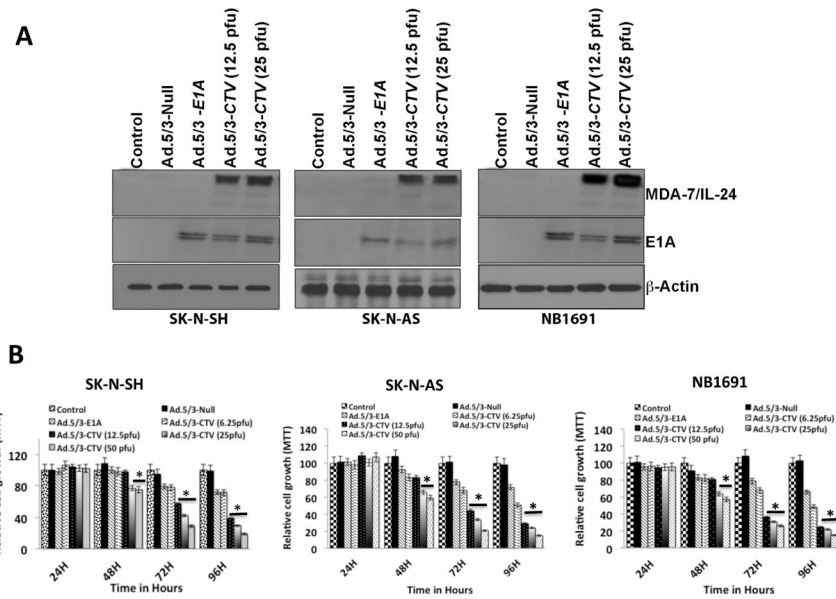 A
Control
Ad.5/3-Null
Ad.5/3 -E1A
Ad.5/3-CTV (12.5 pfu)
Ad.5/3-CTV (25 pfu)
Control
Ad.5/3-Null
Ad.5/3 -E1A
Ad.5/3-CTV (12.5 pfu)
Ad.5/3-CTV (25 pfu)
Control
Ad.5/3-Null
Ad.5/3 -E1A
Ad.5/3-CTV (12.5 pfu)
Ad.5/3-CTV (25 pfu)
MDA-7/IL-24
E1A
β-Actin
SK-N-SH
SK-N-AS
NB1691
B
SK-N-SH
Control Ad.5/3-Null
Ad.5/3-E1A Ad.5/3-CTV (6.25pfu)
Ad.5/3-CTV (12.5pfu) Ad.5/3-CTV (25pfu)
Ad.5/3-CTV (50 pfu)
120
80
40
0
* * *
24H 48H 72H 96H
Time in Hours
SK-N-AS
Control Ad.5/3-Null
Ad.5/3-E1A Ad.5/3-CTV (6.25pfu)
Ad.5/3-CTV (12.5pfu) Ad.5/3-CTV (25pfu)
Ad.5/3-CTV (50 pfu)
Relative cell growth (MTT)
140
120
100
80
60
40
20
0
* * *
24H 48H 72H 96H
Time in Hours
NB1691
Control Ad.5/3-Null
Ad.5/3-E1A Ad.5/3-CTV (6.25pfu)
Ad.5/3-CTV (12.5pfu) Ad.5/3-CTV (25pfu)
Ad.5/3-CTV (50 pfu)
Relative cell growth (MTT)
140
120
100
80
60
40
20
0
* * *
24H 48H 72H 96H
Time in Hours